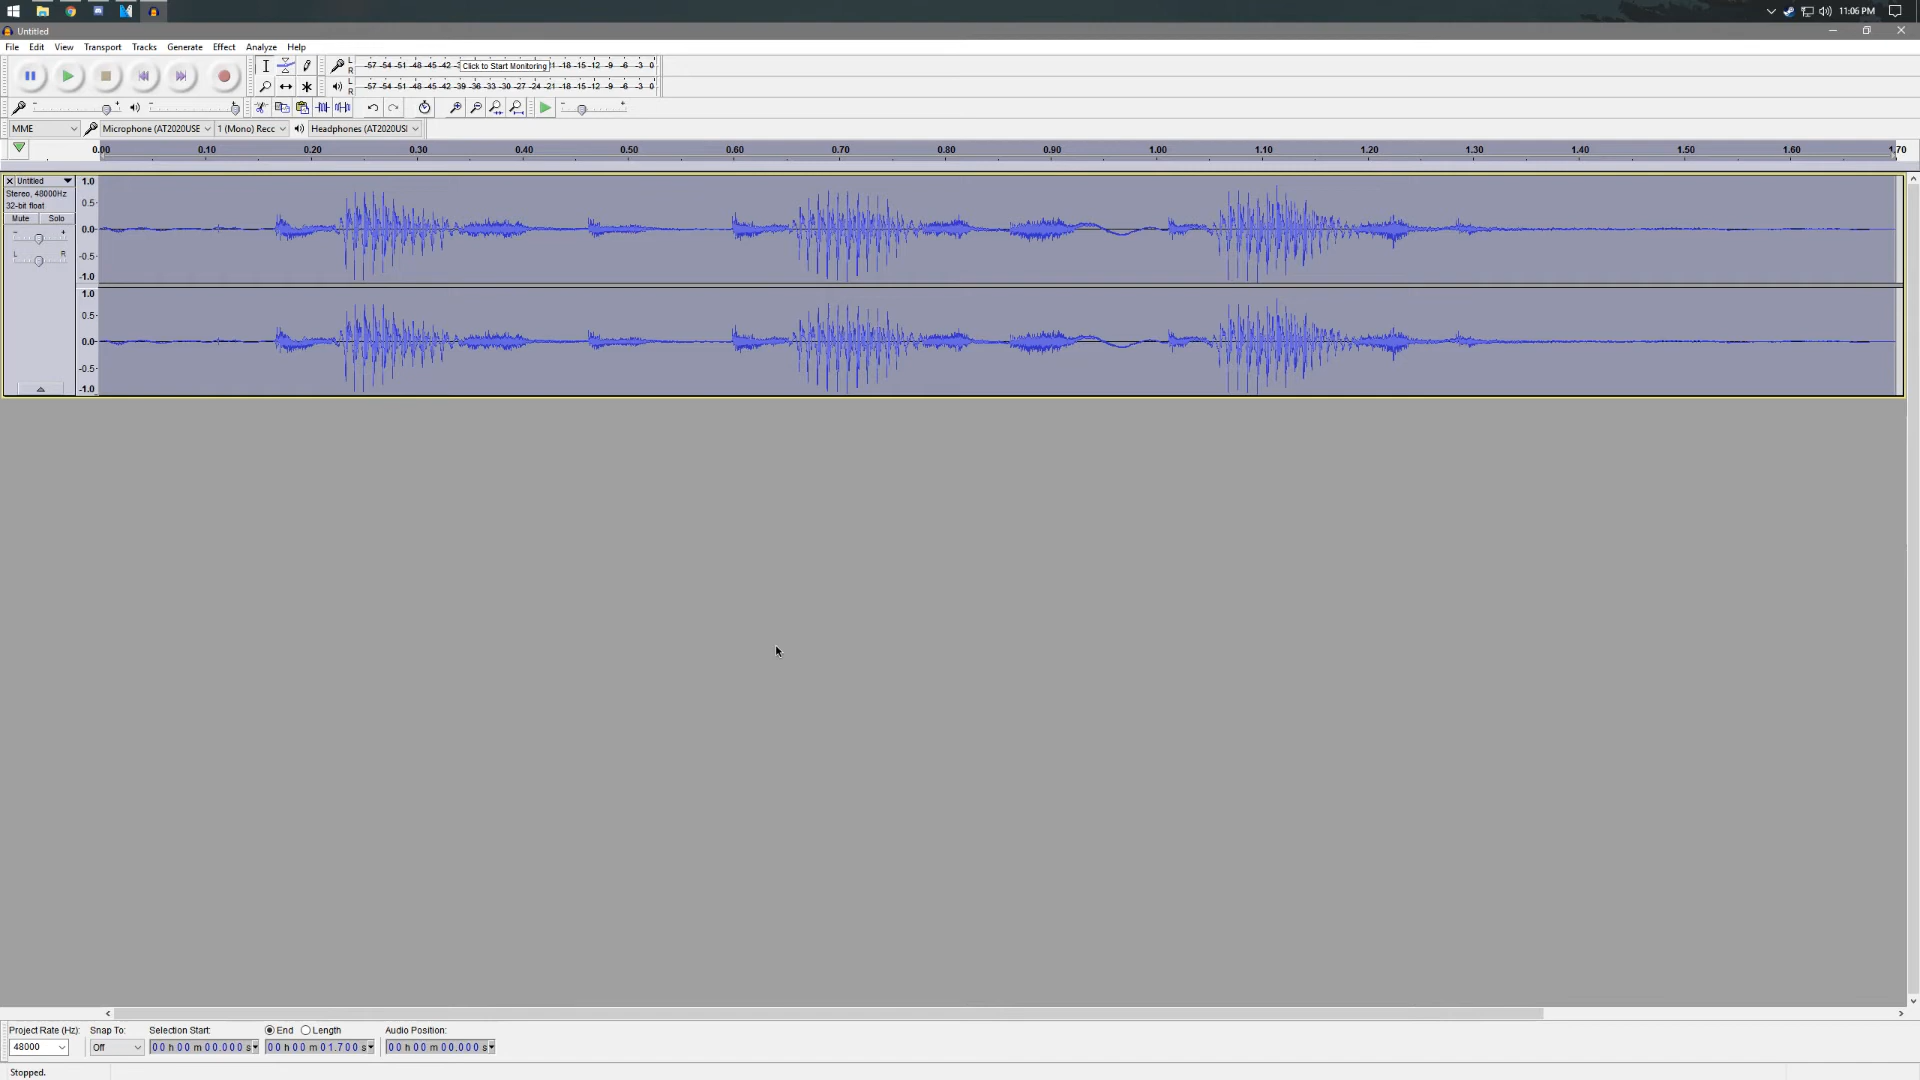 11:06 PM
Untitled
File Edit View Transport Tracks Generate Effect Analyze Help
L R -57 -54 -51 -48 -45 -42 -3 Click to Start Monitoring 1 -18 -15 -12 -9 -6 -3 0
L R -57 -54 -51 -48 -45 -42 -39 -36 -33 -30 -27 -24 -21 -18 -15 -12 -9 -6 -3 0
- + - + - +
MME Microphone (AT2020USE 1 (Mono) Recc Headphones (AT2020USI
0.00 0.10 0.20 0.30 0.40 0.50 0.60 0.70 0.80 0.90 1.00 1.10 1.20 1.30 1.40 1.50 1.60 1.70
Untitled
Stereo, 48000Hz
32-bit float
Mute Solo
- +
L R
1.0
0.5
0.0
-0.5
-1.0
1.0
0.5
0.0
-0.5
-1.0
Project Rate (Hz): Snap To: Selection Start: End Length Audio Position:
48000 Off 00 h 00 m 00.000 s 00 h 00 m 01.700 s 00 h 00 m 00.000 s
Stopped.